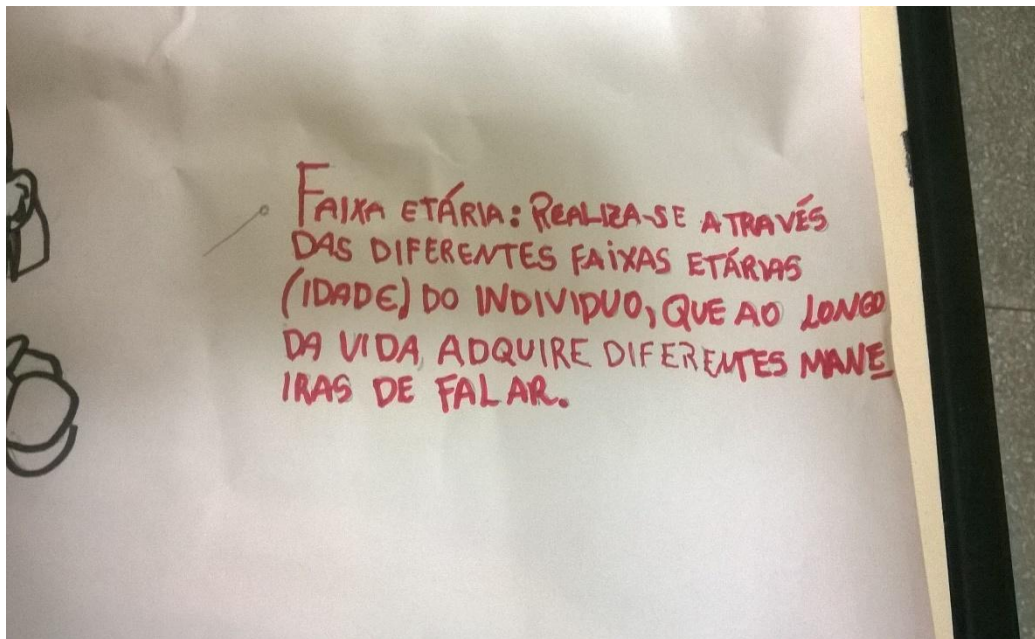 FAIXA ETÁRIA: REALIZA-SE ATRAVÉS
DAS DIFERENTES FAIXAS ETÁRIAS
(IDADE) DO INDIVIDUO, QUE AO LONGO
DA VIDA, ADQUIRE DIFERENTES MANE
IRAS DE FALAR.